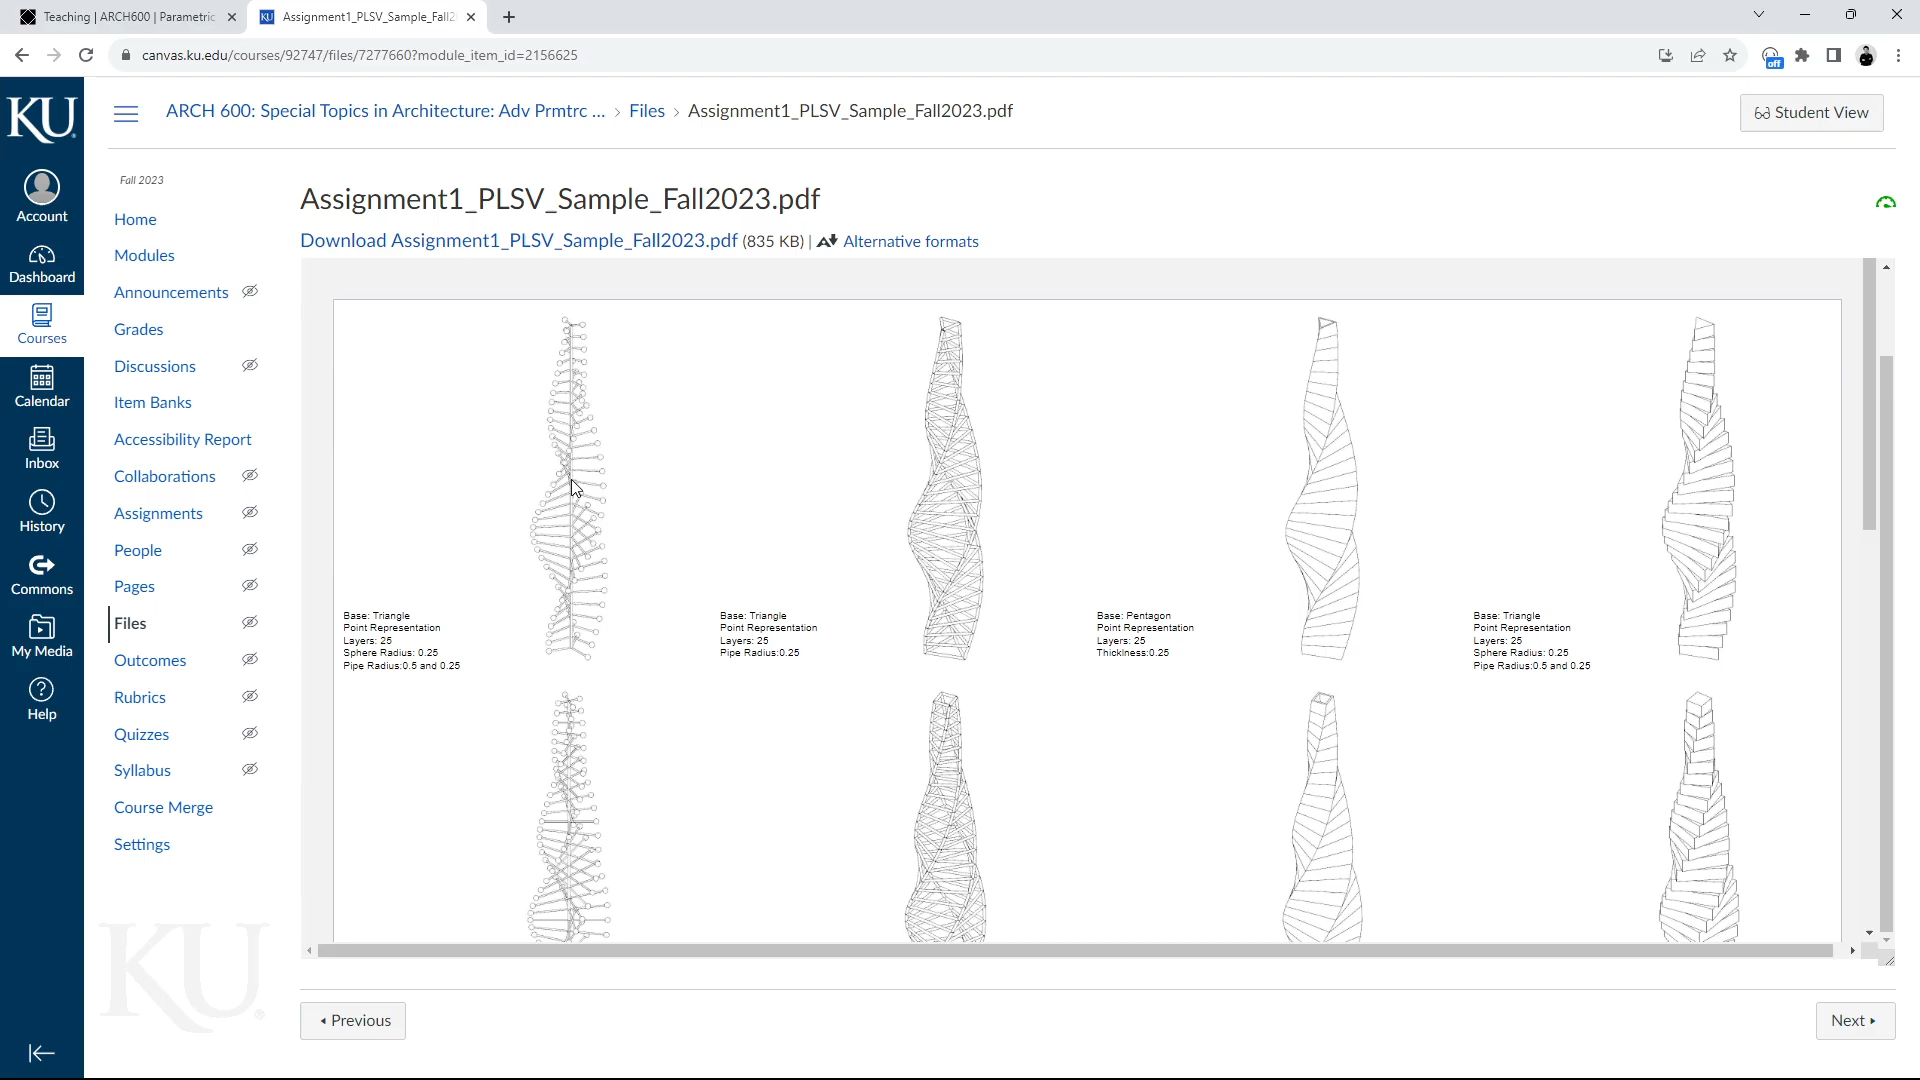 Teaching | ARCH600 | Parametric
KU Assignment1_PLSV_Sample_Fall2
canvas.ku.edu/courses/92747/files/7277660?module_item_id=2156625
off
KU
ARCH 600: Special Topics in Architecture: Adv Prmtrc ... › Files › Assignment1_PLSV_Sample_Fall2023.pdf
Student View
Account
Dashboard
Courses
Calendar
Inbox
History
Commons
My Media
Help
Fall 2023
Home
Modules
Announcements
Grades
Discussions
Item Banks
Accessibility Report
Collaborations
Assignments
People
Pages
Files
Outcomes
Rubrics
Quizzes
Syllabus
Course Merge
Settings
KU
Assignment1_PLSV_Sample_Fall2023.pdf
Download Assignment1_PLSV_Sample_Fall2023.pdf (835 KB) | Alternative formats
Base: Triangle
Point Representation
Layers: 25
Sphere Radius: 0.25
Pipe Radius:0.5 and 0.25
Base: Triangle
Point Representation
Layers: 25
Pipe Radius:0.25
Base: Pentagon
Point Representation
Layers: 25
Thickness:0.25
Base: Triangle
Point Representation
Layers: 25
Sphere Radius: 0.25
Pipe Radius:0.5 and 0.25
Previous
Next